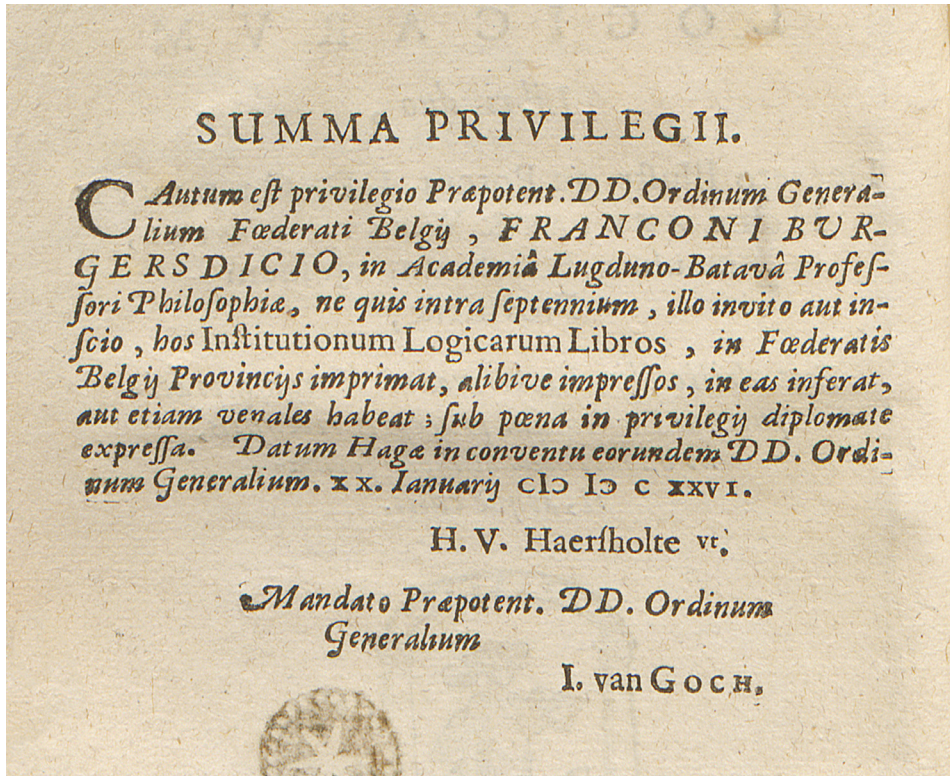 SUMMA PRIVILEGII.
CAutum est privilegio Præpotent. DD. Ordinum Genera-
lium Fœderati Belgij, FRANCONI BUR-
GERSDICIO, in Academiâ Lugduno-Batavâ Profes-
sori Philosophiæ, ne quis intra septennium, illo invito aut in-
scio, hos Institutionum Logicarum Libros, in Fœderatis
Belgij Provincijs imprimat, alibive impressos, in eas inferat,
aut etiam venales habeat; sub pœna in privilegij diplomate
expressa. Datum Hagæ in conventu eorundem DD. Ordi-
num Generalium. XX. Ianuarij CIↃ IↃ C XXVI.
H. V. Haersholte vt.
Mandato Præpotent. DD. Ordinum
Generalium
I. van GOCH.